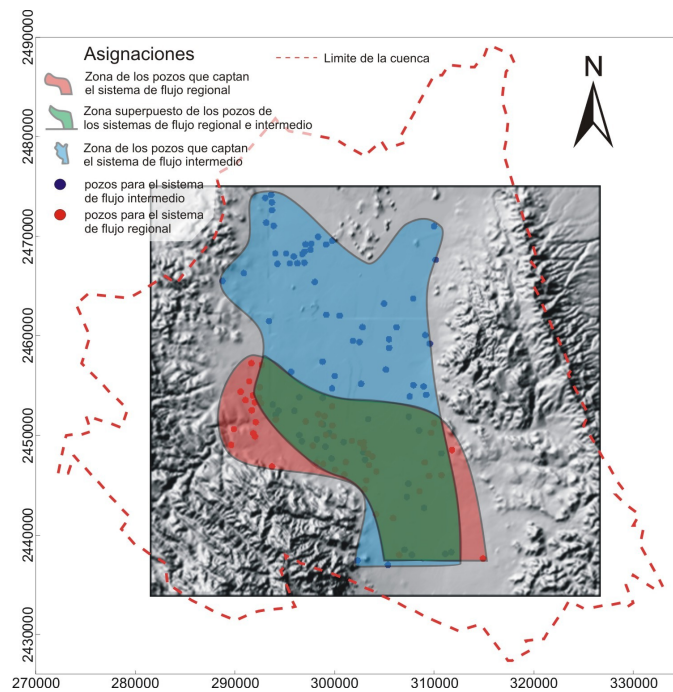 Asignaciones
Limite de la cuenca
Zona de los pozos que captan
el sistema de flujo regional
Zona superpuesto de los pozos de
los sistemas de flujo regional e intermedio
Zona de los pozos que captan
el sistema de flujo intermedio
pozos para el sistema
de flujo intermedio
pozos para el sistema
de flujo regional
N
2490000
2480000
2470000
2460000
2450000
2440000
2430000
270000 280000 290000 300000 310000 320000 330000